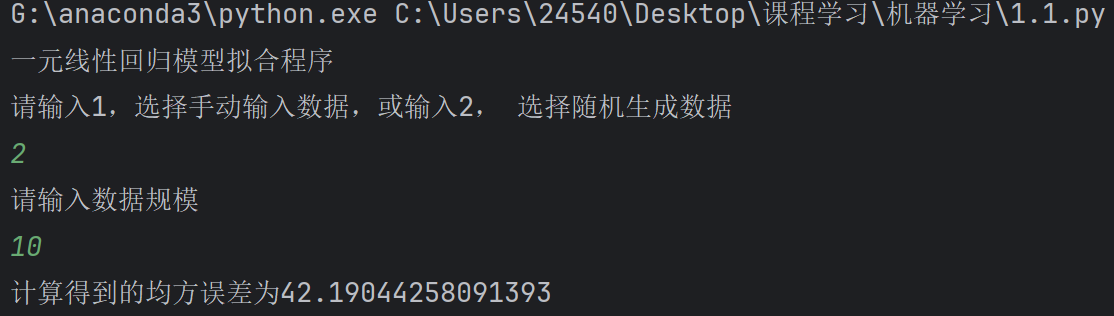 G:\anaconda3\python.exe C:\Users\24540\Desktop\课程学习\机器学习\1.1.py
一元线性回归模型拟合程序
请输入1，选择手动输入数据，或输入2， 选择随机生成数据
2
请输入数据规模
10
计算得到的均方误差为42.19044258091393